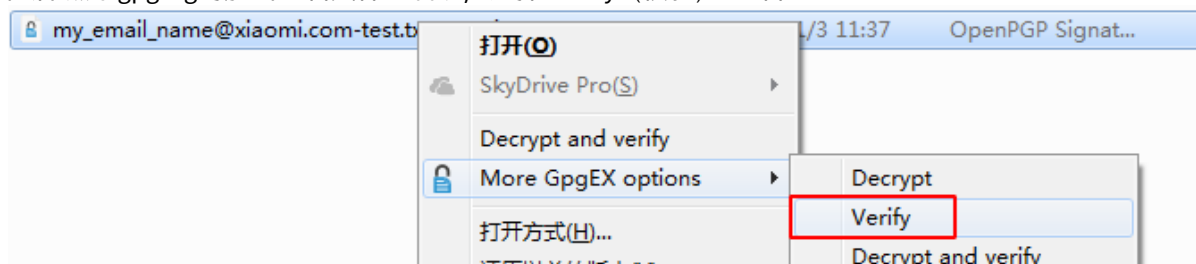 my_email_name@xiaomi.com-test.tx
/3 11:37
OpenPGP Signat...
打开(O)
SkyDrive Pro(S)
Decrypt and verify
More GpgEX options
打开方式(H)...
Decrypt
Verify
Decrypt and verify